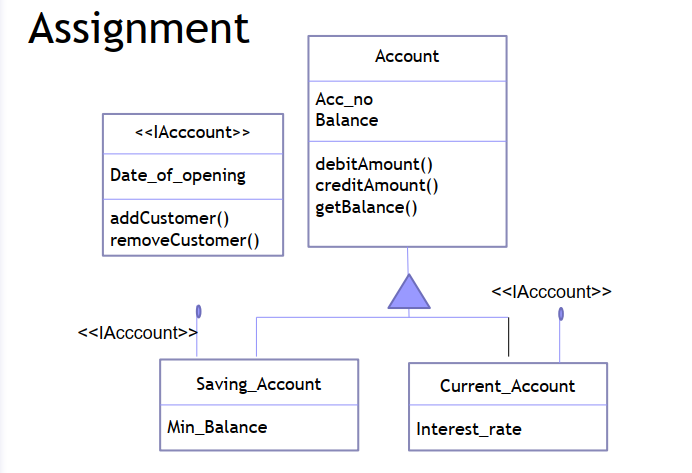 Assignment
Account
Acc_no
Balance
debitAmount()
creditAmount()
getBalance()
<<IAcccount>>
Date_of_opening
addCustomer()
removeCustomer()
<<IAcccount>>
<<IAcccount>>
Saving_Account
Min_Balance
Current_Account
Interest_rate